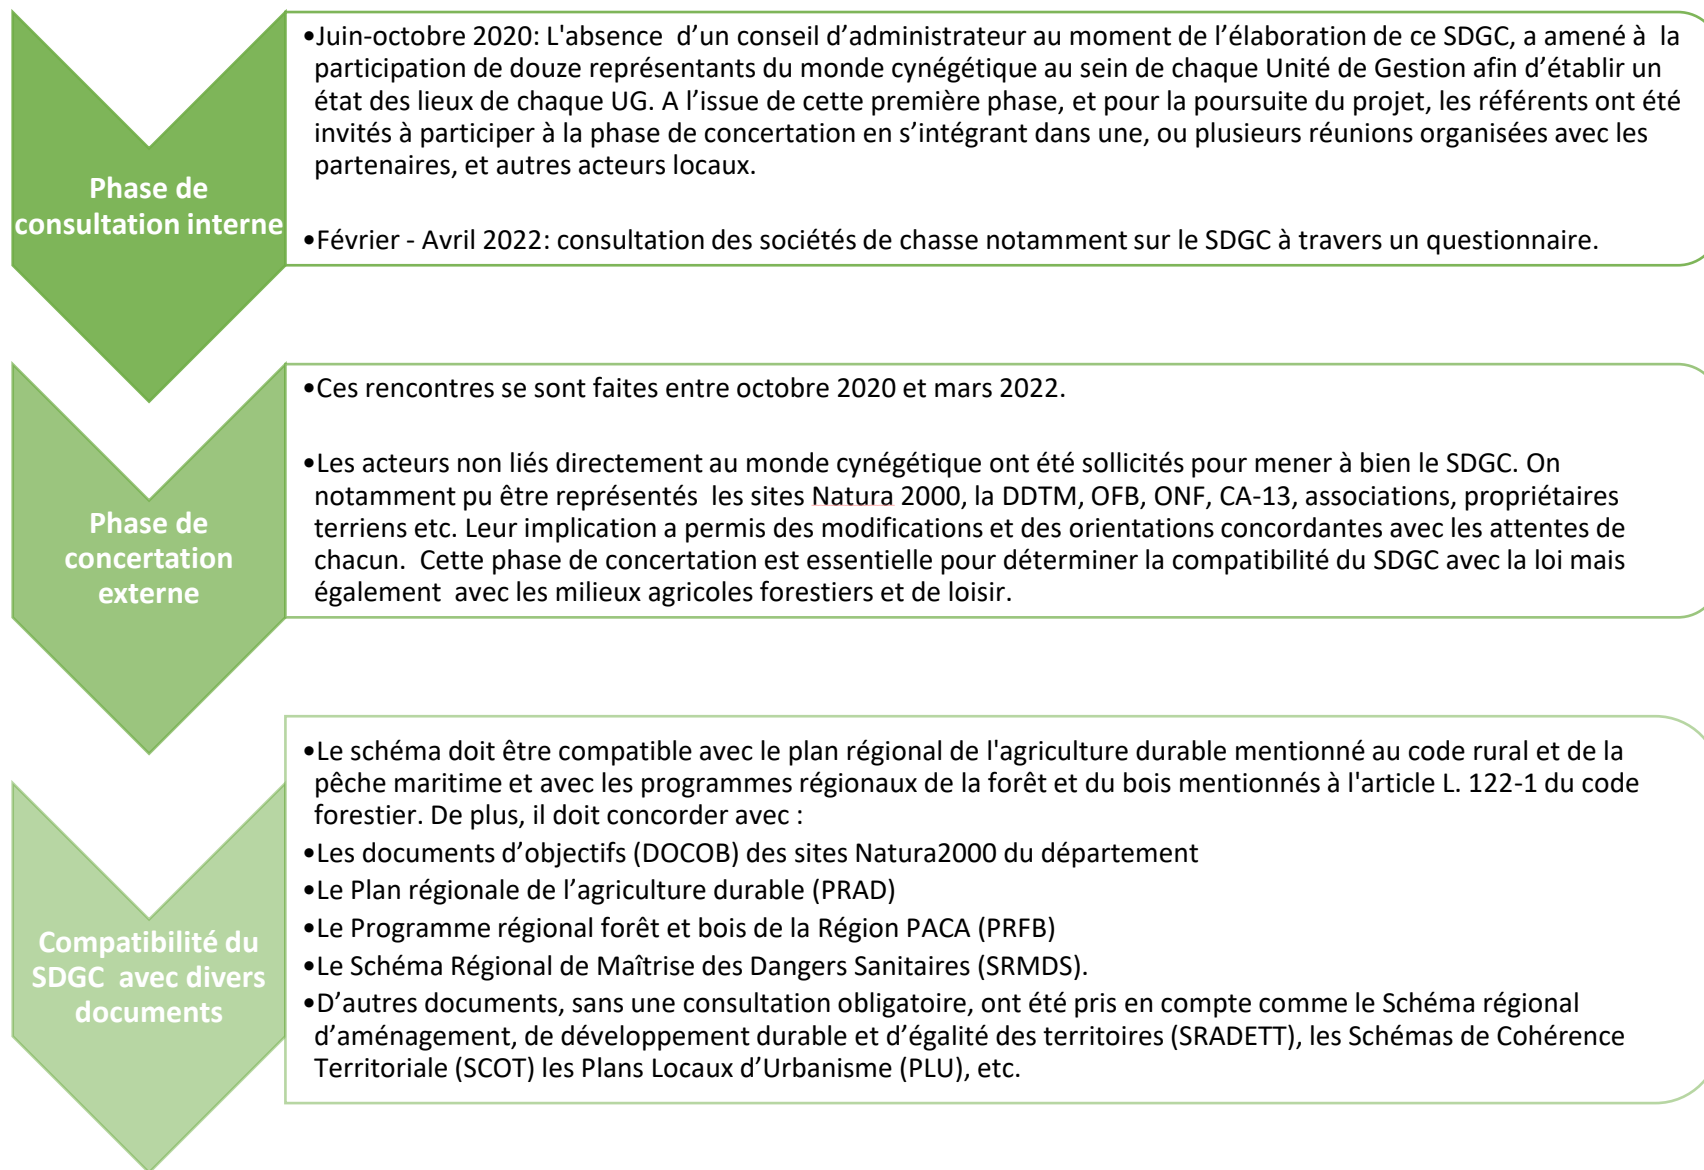 Phase de
consultation interne
•Juin-octobre 2020: L'absence  d’un conseil d’administrateur au moment de l’élaboration de ce SDGC, a amené à  la
participation de douze représentants du monde cynégétique au sein de chaque Unité de Gestion afin d’établir un
état des lieux de chaque UG. A l’issue de cette première phase, et pour la poursuite du projet, les référents ont été
invités à participer à la phase de concertation en s’intégrant dans une, ou plusieurs réunions organisées avec les
partenaires, et autres acteurs locaux.
•Février - Avril 2022: consultation des sociétés de chasse notamment sur le SDGC à travers un questionnaire.
Phase de
concertation
externe
•Ces rencontres se sont faites entre octobre 2020 et mars 2022.
•Les acteurs non liés directement au monde cynégétique ont été sollicités pour mener à bien le SDGC. On
notamment pu être représentés  les sites Natura 2000, la DDTM, OFB, ONF, CA-13, associations, propriétaires
terriens etc. Leur implication a permis des modifications et des orientations concordantes avec les attentes de
chacun.  Cette phase de concertation est essentielle pour déterminer la compatibilité du SDGC avec la loi mais
également  avec les milieux agricoles forestiers et de loisir.
Compatibilité du
SDGC  avec divers
documents
•Le schéma doit être compatible avec le plan régional de l'agriculture durable mentionné au code rural et de la
pêche maritime et avec les programmes régionaux de la forêt et du bois mentionnés à l'article L. 122-1 du code
forestier. De plus, il doit concorder avec :
•Les documents d’objectifs (DOCOB) des sites Natura2000 du département
•Le Plan régionale de l’agriculture durable (PRAD)
•Le Programme régional forêt et bois de la Région PACA (PRFB)
•Le Schéma Régional de Maîtrise des Dangers Sanitaires (SRMDS).
•D’autres documents, sans une consultation obligatoire, ont été pris en compte comme le Schéma régional
d’aménagement, de développement durable et d’égalité des territoires (SRADETT), les Schémas de Cohérence
Territoriale (SCOT) les Plans Locaux d’Urbanisme (PLU), etc.